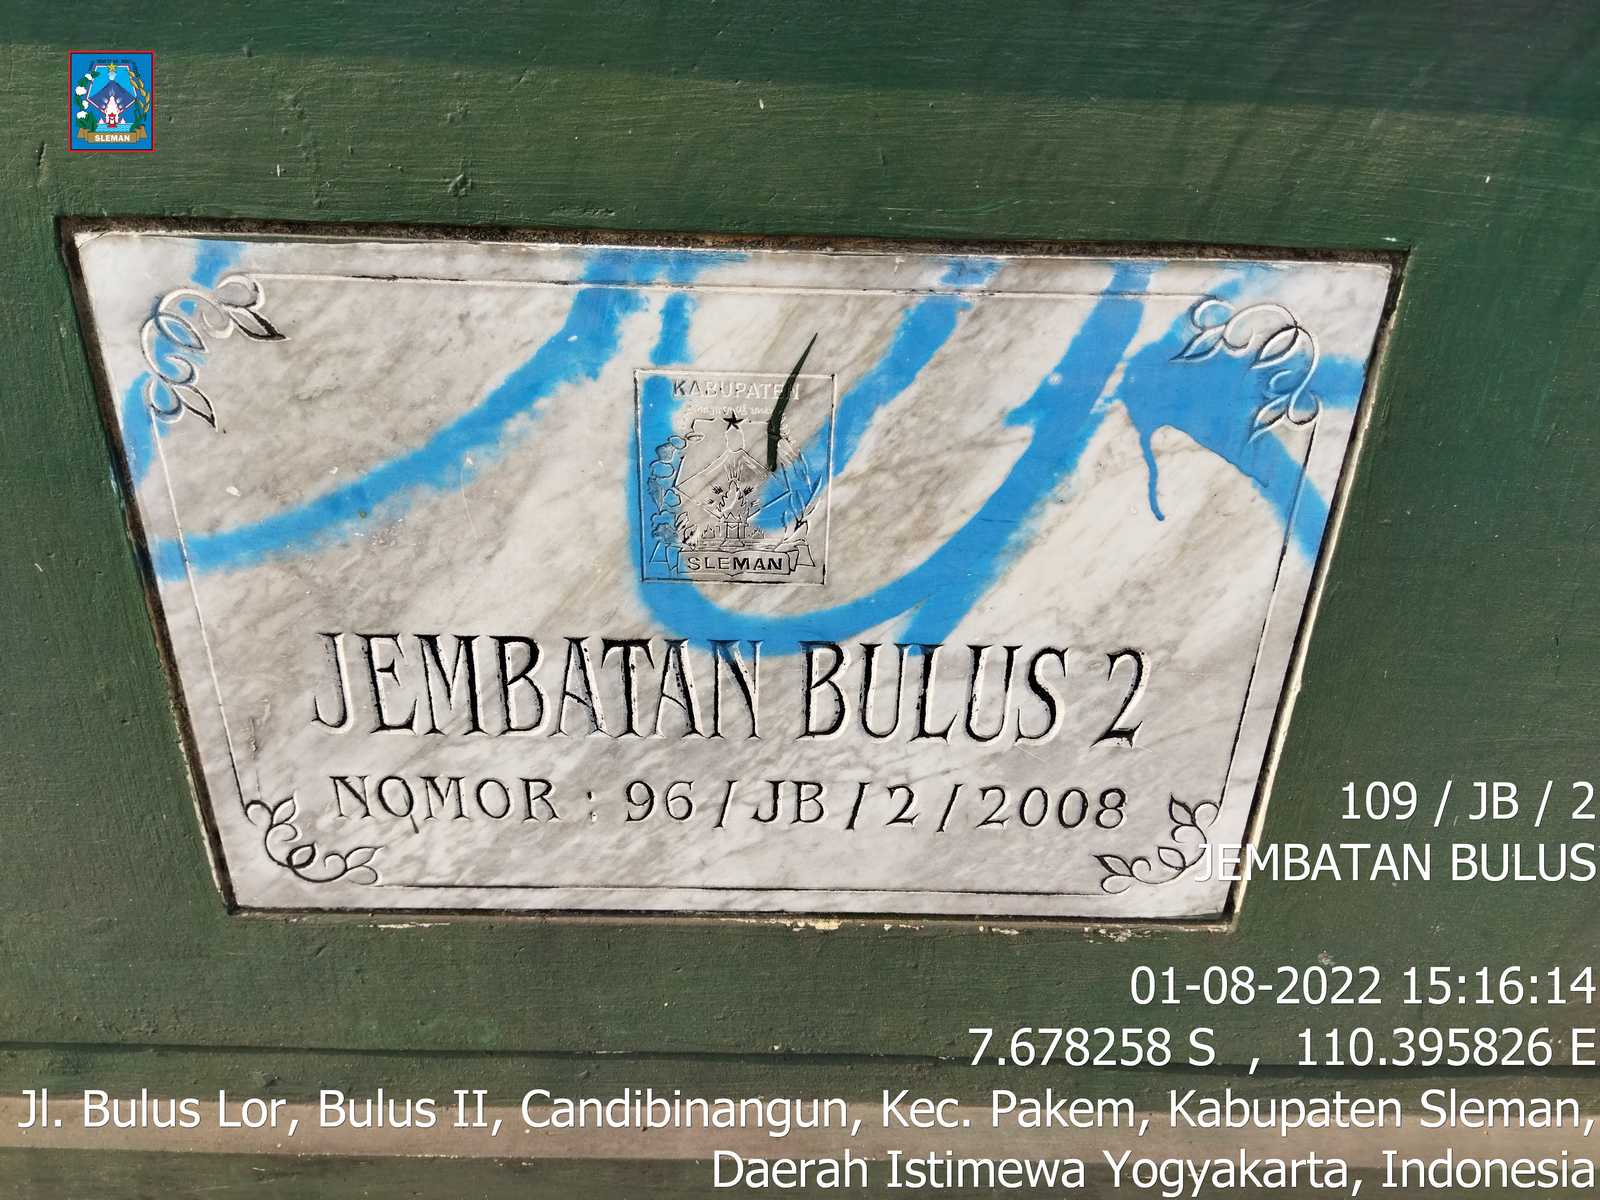 SLEMAN
KABUPATEN
SLEMAN
JEMBATAN BULUS 2
NOMOR : 96 / JB / 2 / 2008
109 / JB / 2
JEMBATAN BULUS
01-08-2022 15:16:14
7.678258 S , 110.395826 E
Jl. Bulus Lor, Bulus II, Candibinangun, Kec. Pakem, Kabupaten Sleman,
Daerah Istimewa Yogyakarta, Indonesia